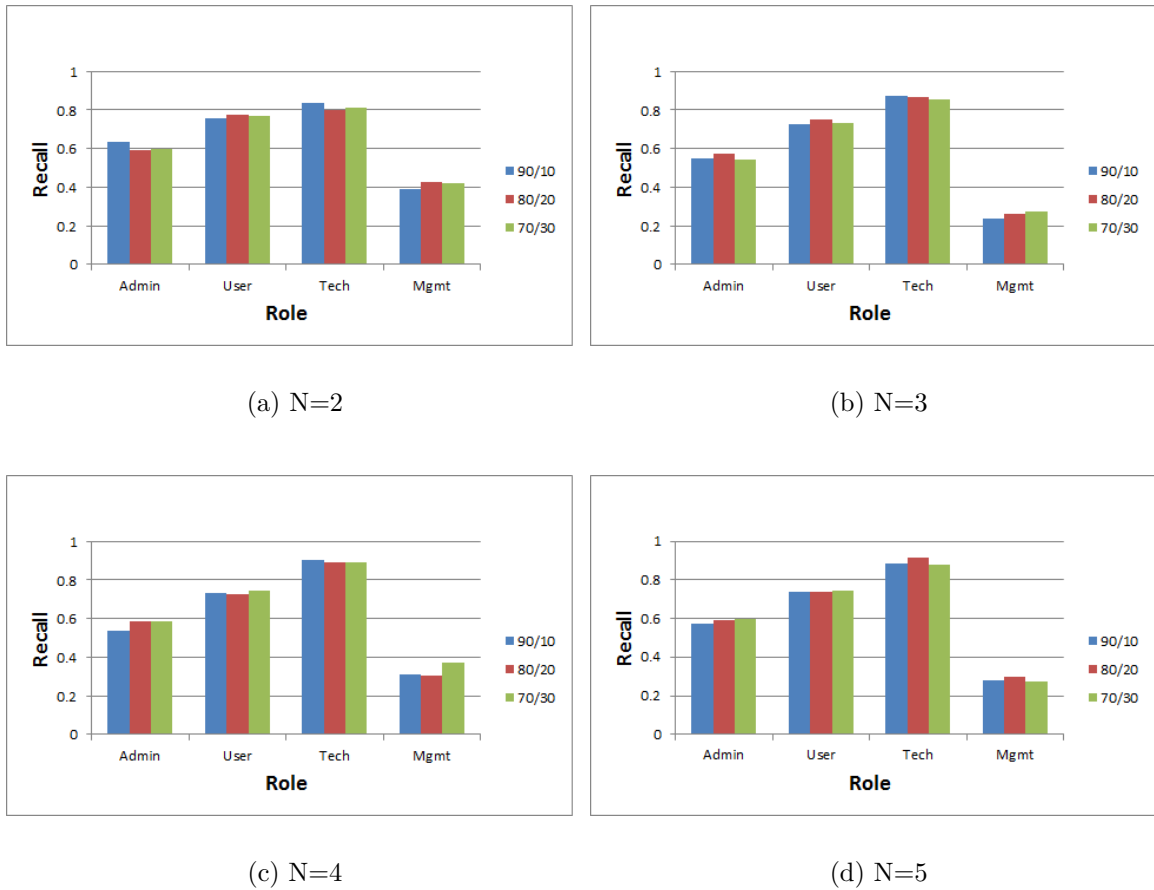 1
0.8
0.6
0.4
0.2
0
Recall
Admin User Tech Mgmt
Role
90/10
80/20
70/30
(a) N=2
1
0.8
0.6
0.4
0.2
0
Recall
Admin User Tech Mgmt
Role
90/10
80/20
70/30
(b) N=3
1
0.8
0.6
0.4
0.2
0
Recall
Admin User Tech Mgmt
Role
90/10
80/20
70/30
(c) N=4
1
0.8
0.6
0.4
0.2
0
Recall
Admin User Tech Mgmt
Role
90/10
80/20
70/30
(d) N=5